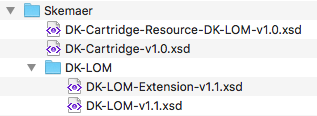 Skemaer
DK-Cartridge-Resource-DK-LOM-v1.0.xsd
DK-Cartridge-v1.0.xsd
DK-LOM
DK-LOM-Extension-v1.1.xsd
DK-LOM-v1.1.xsd